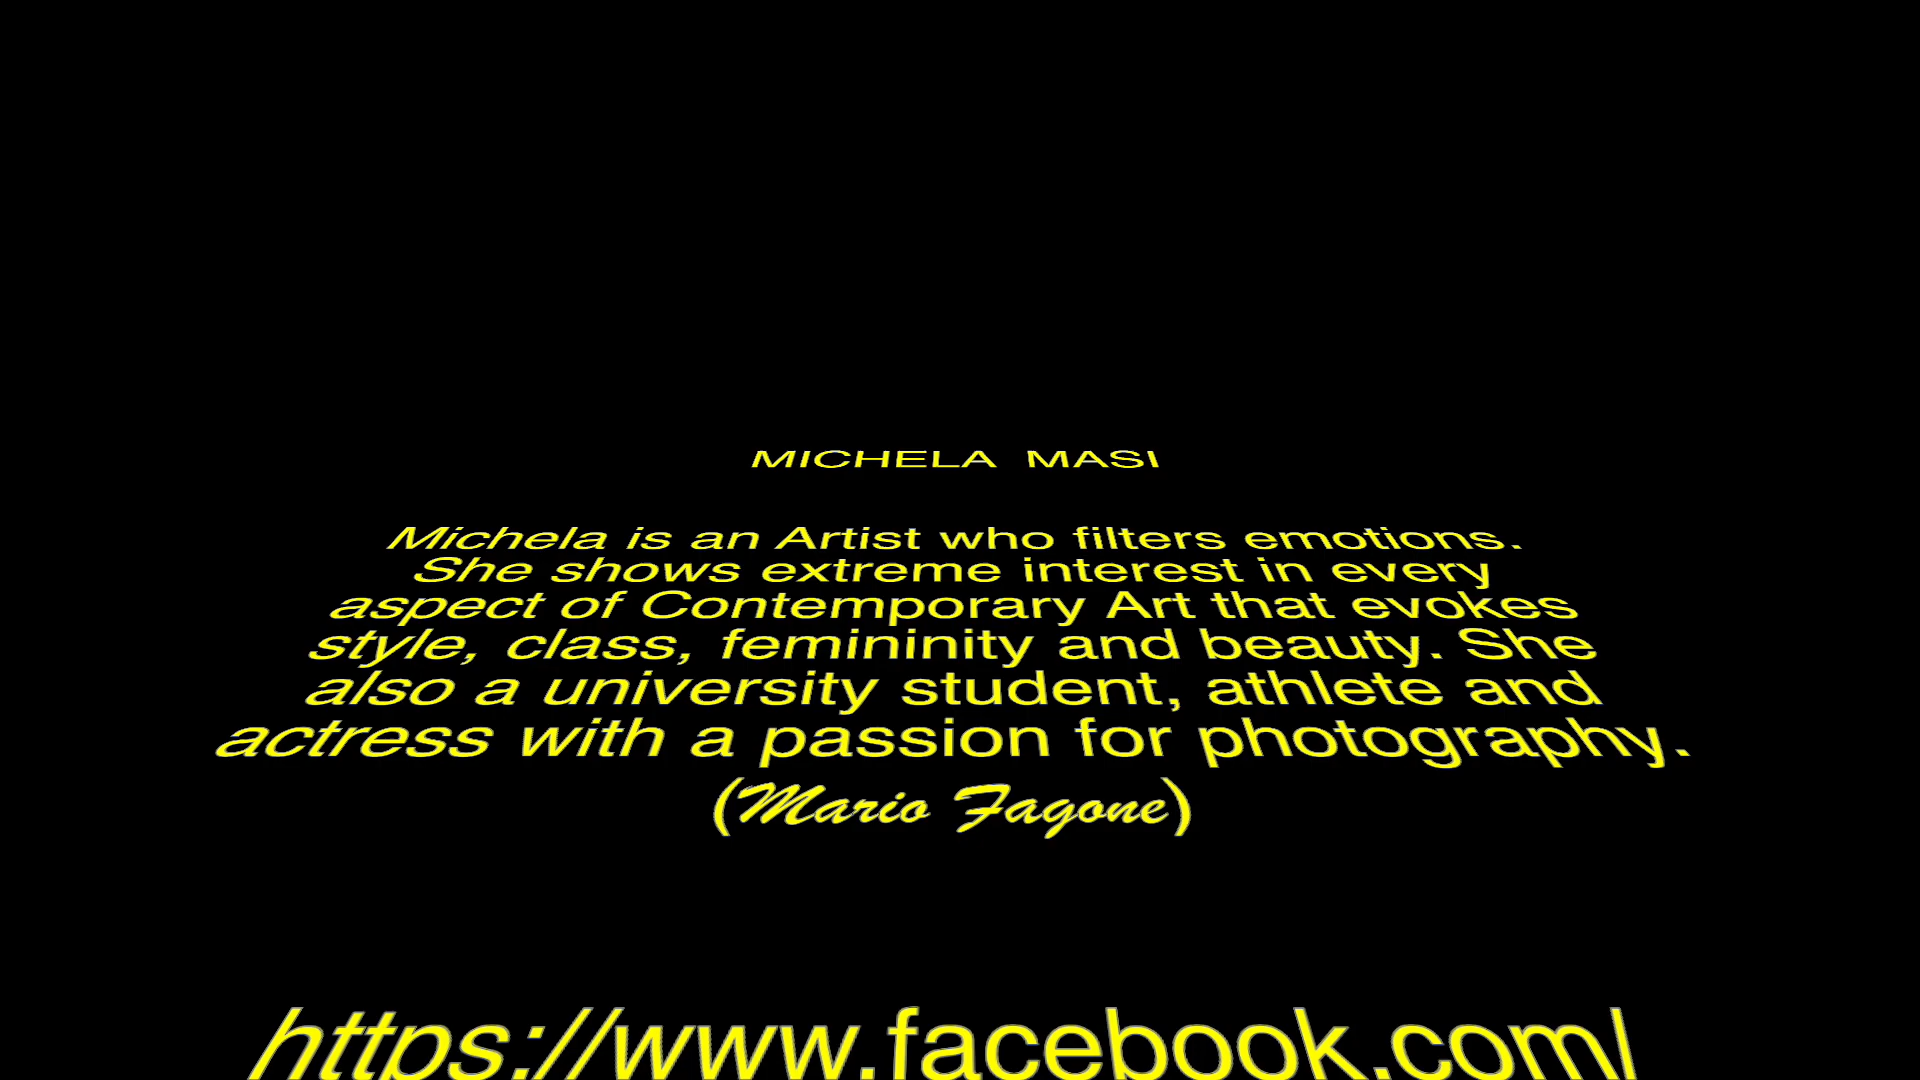 MICHELA MASI
Michela is an Artist who filters emotions.
She shows extreme interest in every
aspect of Contemporary Art that evokes
style, class, femininity and beauty. She
also a university student, athlete and
actress with a passion for photography.
(Mario Fagone)
https://www.facebook.com/